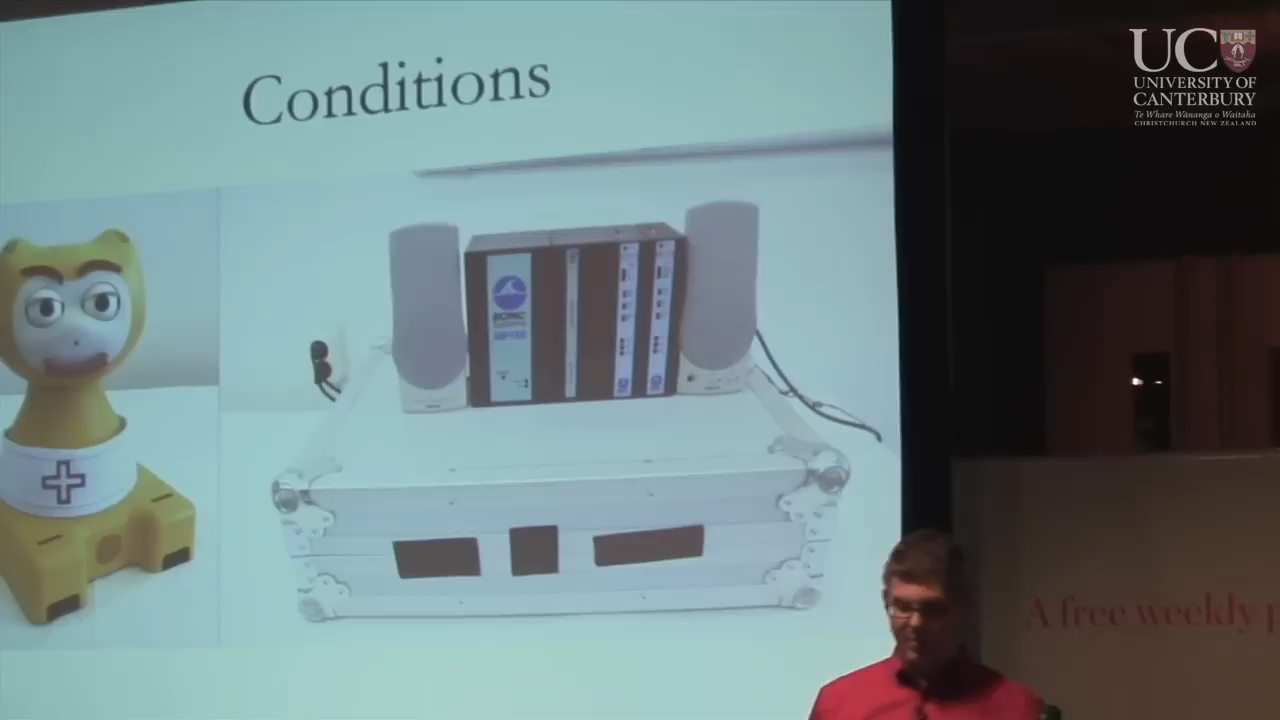 Conditions
UC
UNIVERSITY OF
CANTERBURY
Te Whare Wānanga o Waitaha
CHRISTCHURCH NEW ZEALAND
A free weekly